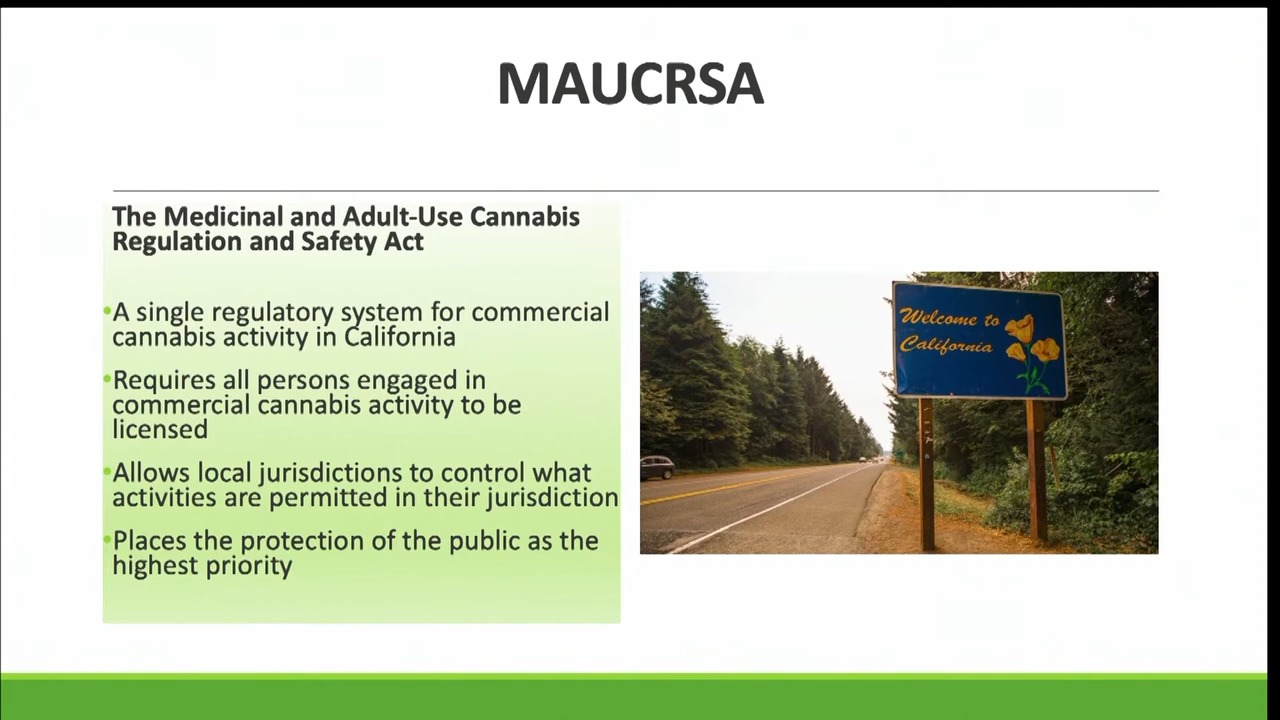 MAUCRSA
The Medicinal and Adult-Use Cannabis
Regulation and Safety Act
•A single regulatory system for commercial
cannabis activity in California
•Requires all persons engaged in
commercial cannabis activity to be
licensed
•Allows local jurisdictions to control what
activities are permitted in their jurisdiction
•Places the protection of the public as the
highest priority
Welcome to
California